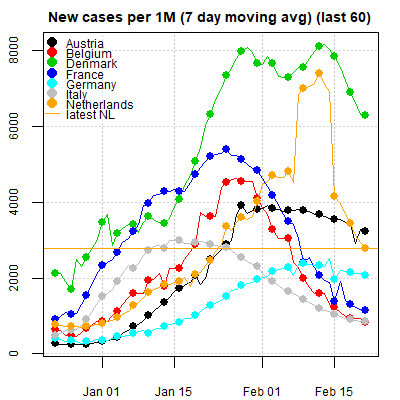 New cases per 1M (7 day moving avg) (last 60)
Austria
Belgium
Denmark
France
Germany
Italy
Netherlands
latest NL
8000
6000
4000
2000
0
Jan 01 Jan 15 Feb 01 Feb 15